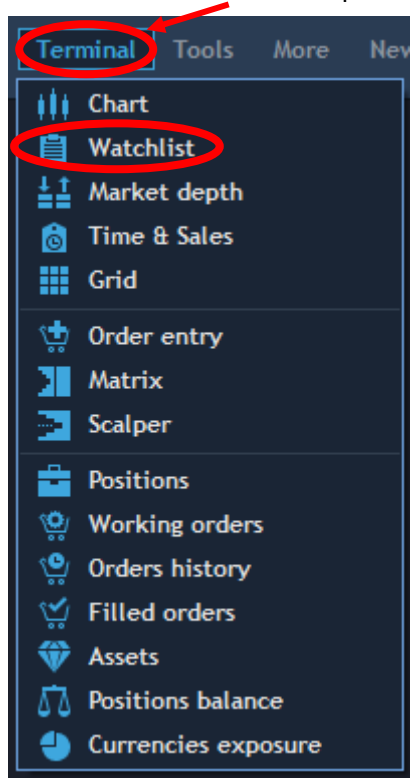 Terminal Tools More New
Chart
Watchlist
Market depth
Time & Sales
Grid
Order entry
Matrix
Scalper
Positions
Working orders
Orders history
Filled orders
Assets
Positions balance
Currencies exposure